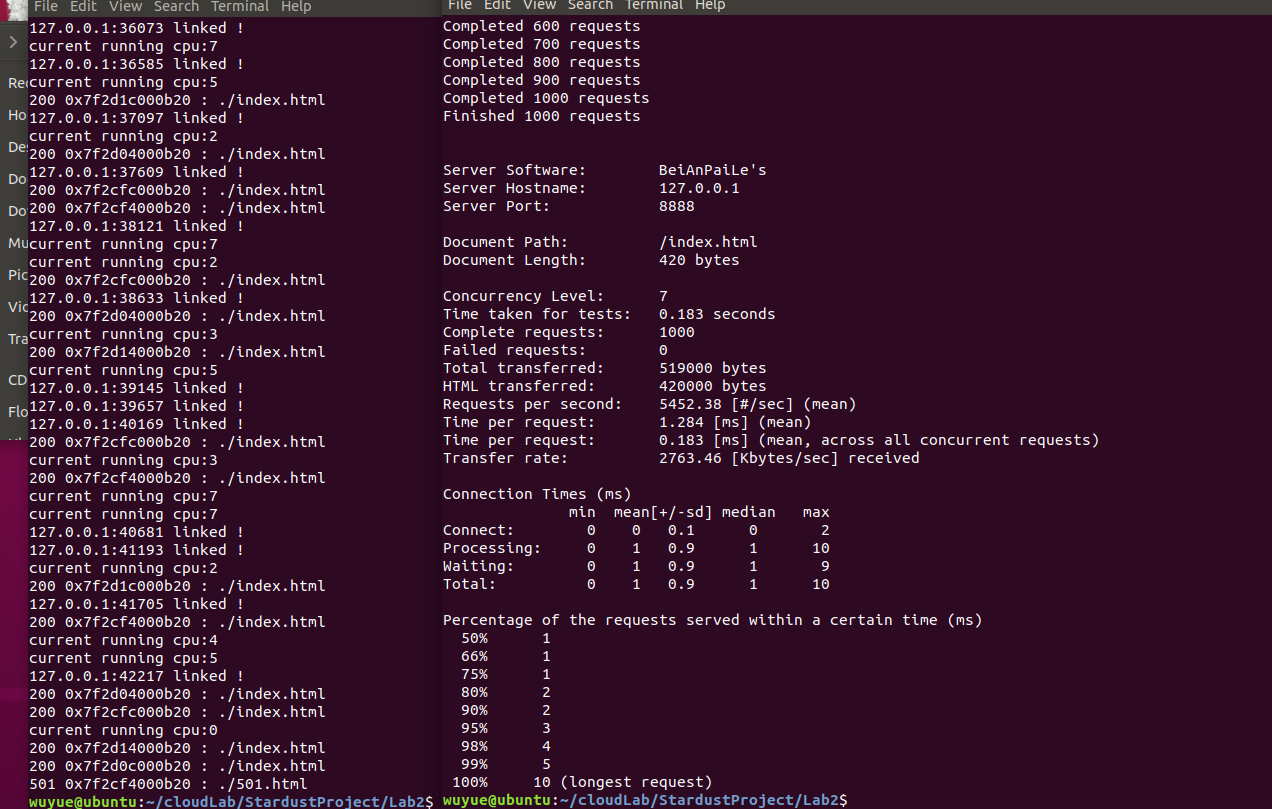 File Edit View Search Terminal Help
127.0.0.1:36073 linked !
current running cpu:7
127.0.0.1:36585 linked !
current running cpu:5
200 0x7f2d1c000b20 : ./index.html
127.0.0.1:37097 linked !
current running cpu:2
200 0x7f2d04000b20 : ./index.html
127.0.0.1:37609 linked !
200 0x7f2cfc000b20 : ./index.html
200 0x7f2cf4000b20 : ./index.html
127.0.0.1:38121 linked !
current running cpu:7
current running cpu:2
200 0x7f2cfc000b20 : ./index.html
127.0.0.1:38633 linked !
200 0x7f2d04000b20 : ./index.html
current running cpu:3
200 0x7f2d14000b20 : ./index.html
current running cpu:5
127.0.0.1:39145 linked !
127.0.0.1:39657 linked !
127.0.0.1:40169 linked !
200 0x7f2cfc000b20 : ./index.html
current running cpu:3
200 0x7f2cf4000b20 : ./index.html
current running cpu:7
current running cpu:7
127.0.0.1:40681 linked !
127.0.0.1:41193 linked !
current running cpu:2
200 0x7f2d1c000b20 : ./index.html
127.0.0.1:41705 linked !
200 0x7f2cf4000b20 : ./index.html
current running cpu:4
current running cpu:5
127.0.0.1:42217 linked !
200 0x7f2d04000b20 : ./index.html
200 0x7f2cfc000b20 : ./index.html
current running cpu:0
200 0x7f2d14000b20 : ./index.html
200 0x7f2d0c000b20 : ./index.html
501 0x7f2cf4000b20 : ./501.html
wuyue@ubuntu:~/cloudLab/StardustProject/Lab2$
File Edit View Search Terminal Help
Completed 600 requests
Completed 700 requests
Completed 800 requests
Completed 900 requests
Completed 1000 requests
Finished 1000 requests
Server Software: BeiAnPaiLe's
Server Hostname: 127.0.0.1
Server Port: 8888
Document Path: /index.html
Document Length: 420 bytes
Concurrency Level: 7
Time taken for tests: 0.183 seconds
Complete requests: 1000
Failed requests: 0
Total transferred: 519000 bytes
HTML transferred: 420000 bytes
Requests per second: 5452.38 [#/sec] (mean)
Time per request: 1.284 [ms] (mean)
Time per request: 0.183 [ms] (mean, across all concurrent requests)
Transfer rate: 2763.46 [Kbytes/sec] received
Connection Times (ms)
min mean[+/-sd] median max
Connect: 0 0 0.1 0 2
Processing: 0 1 0.9 1 10
Waiting: 0 1 0.9 1 9
Total: 0 1 0.9 1 10
Percentage of the requests served within a certain time (ms)
50% 1
66% 1
75% 1
80% 2
90% 2
95% 3
98% 4
99% 5
100% 10 (longest request)
wuyue@ubuntu:~/cloudLab/StardustProject/Lab2$